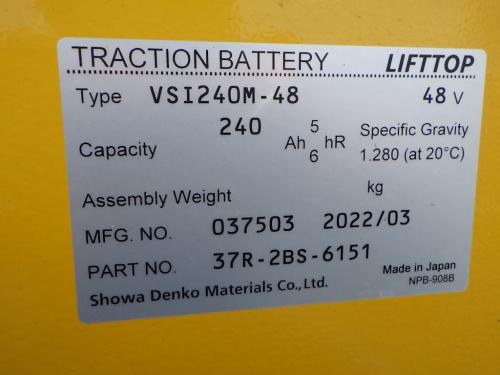 TRACTION BATTERY LIFTTOP
Type VSI240M-48 48 V
Capacity 240 Ah 5 hR Specific Gravity
6 1.280 (at 20°C)
Assembly Weight kg
MFG. NO. 037503 2022/03
PART NO. 37R-2BS-6151 Made in Japan
Showa Denko Materials Co., Ltd. NPB-908B